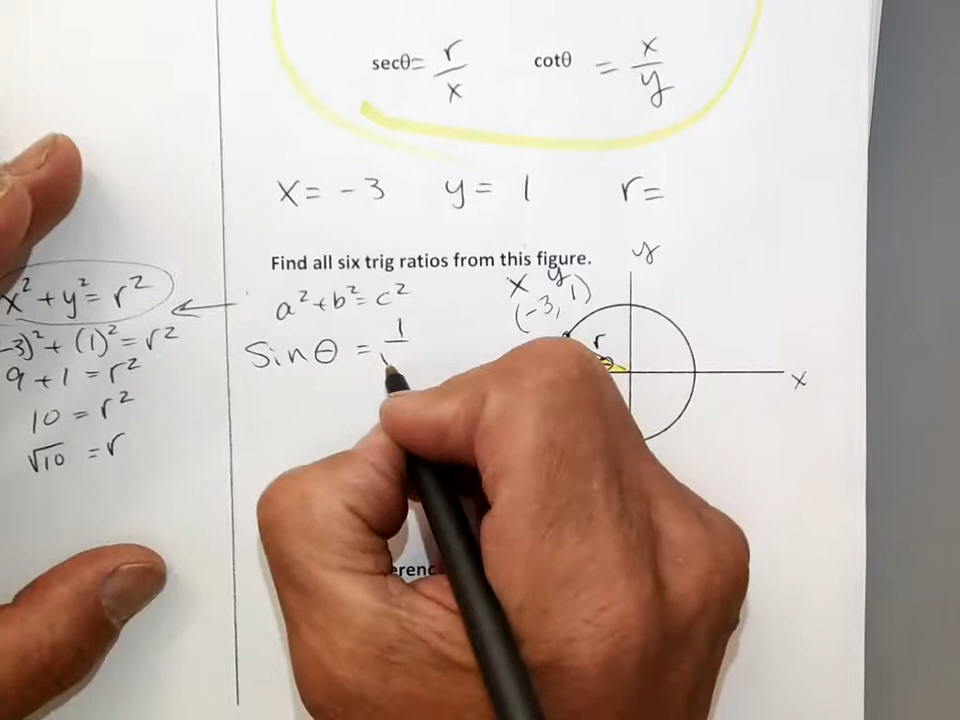 secθ= r/x cotθ = x/y
x= -3 y= 1 r=
Find all six trig ratios from this figure.
y
x y
(-3, 1)
a²+b²=c²
x²+y²=r²
-3)²+(1)²=r²
9+1=r²
10=r²
√10=r
Sinθ = 1
r
θ
x
erenc